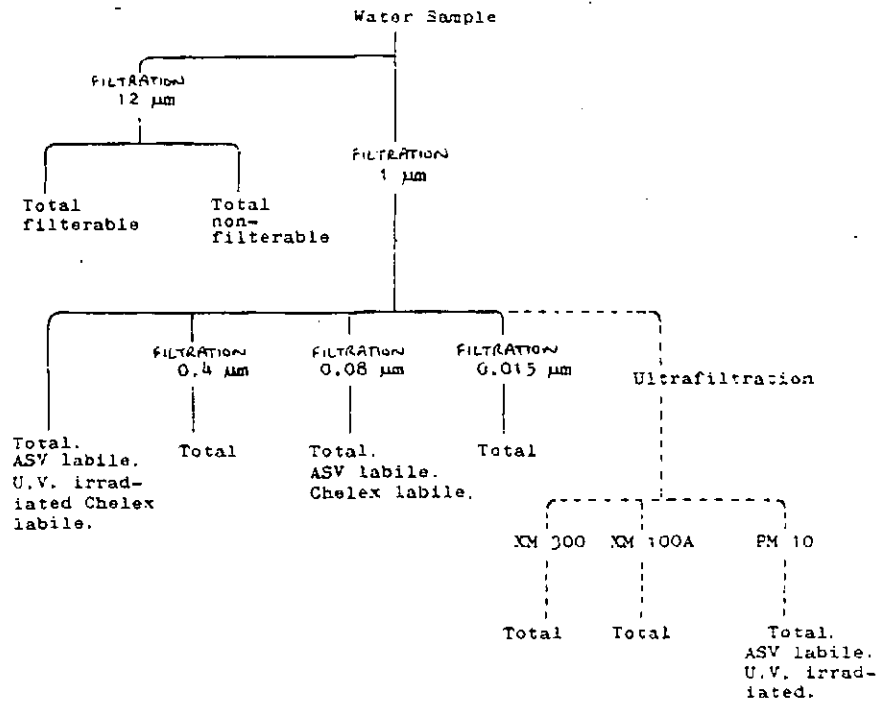 Water Sample
FILTRATION
12 µm
FILTRATION
1 µm
Total
filterable
Total
non-
filterable
FILTRATION
0.4 µm
FILTRATION
0.08 µm
FILTRATION
0.015 µm
Ultrafiltration
Total.
ASV labile.
U.V. irrad-
iated Chelex
labile.
Total
Total.
ASV labile.
Chelex labile.
Total
XM 300
XM 100A
PM 10
Total
Total
Total.
ASV labile.
U.V. irrad-
iated.